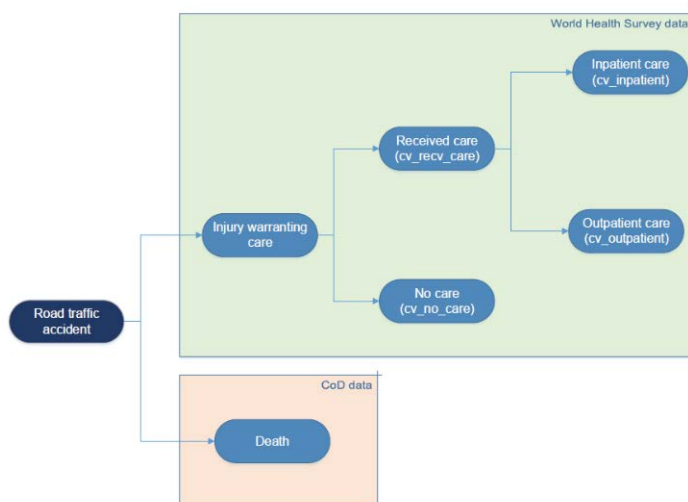 World Health Survey data
Inpatient care
(cv_inpatient)
Received care
(cv_recv_care)
Injury warranting
care
Outpatient care
(cv_outpatient)
No care
(cv_no_care)
Road traffic
accident
CoD data
Death